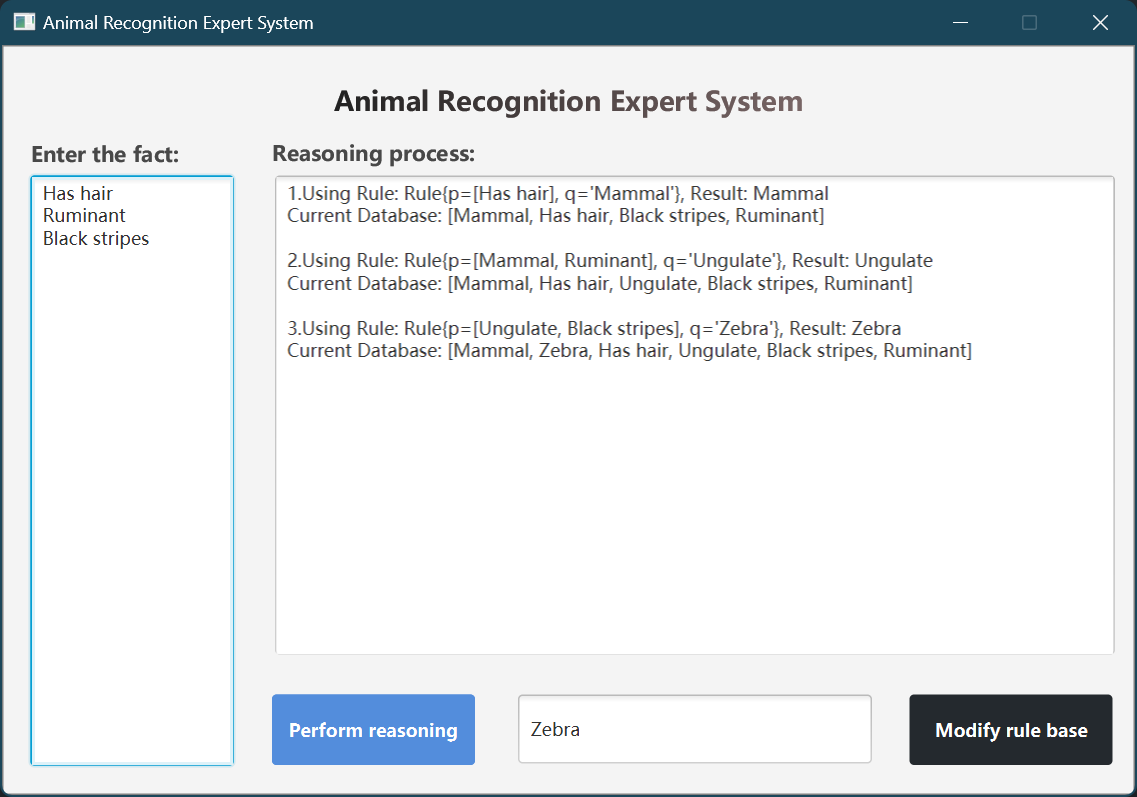 Animal Recognition Expert System
Animal Recognition Expert System
Enter the fact:
Has hair
Ruminant
Black stripes
Reasoning process:
1.Using Rule: Rule{p=[Has hair], q='Mammal'}, Result: Mammal
Current Database: [Mammal, Has hair, Black stripes, Ruminant]
2.Using Rule: Rule{p=[Mammal, Ruminant], q='Ungulate'}, Result: Ungulate
Current Database: [Mammal, Has hair, Ungulate, Black stripes, Ruminant]
3.Using Rule: Rule{p=[Ungulate, Black stripes], q='Zebra'}, Result: Zebra
Current Database: [Mammal, Zebra, Has hair, Ungulate, Black stripes, Ruminant]
Perform reasoning
Zebra
Modify rule base